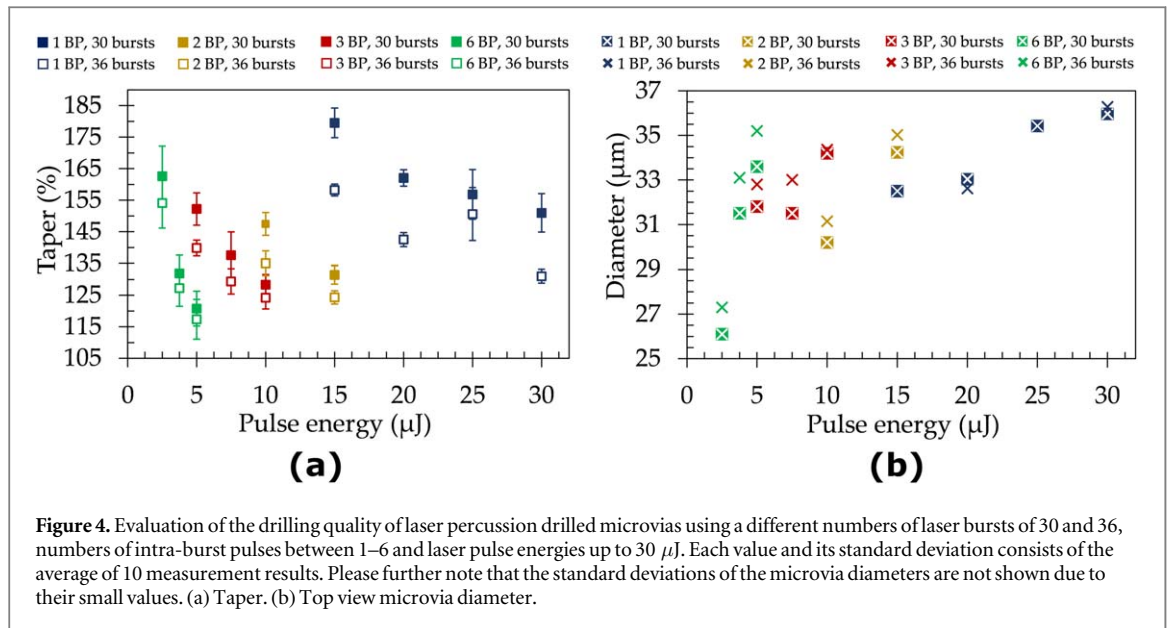 1 BP, 30 bursts 2 BP, 30 bursts 3 BP, 30 bursts 6 BP, 30 bursts
1 BP, 36 bursts 2 BP, 36 bursts 3 BP, 36 bursts 6 BP, 36 bursts
185
175
165
155
145
135
125
115
105
Taper (%)
0 5 10 15 20 25 30
Pulse energy (µJ)
(a)
1 BP, 30 bursts 2 BP, 30 bursts 3 BP, 30 bursts 6 BP, 30 bursts
1 BP, 36 bursts 2 BP, 36 bursts 3 BP, 36 bursts 6 BP, 36 bursts
37
35
33
31
29
27
25
Diameter (µm)
0 5 10 15 20 25 30
Pulse energy (µJ)
(b)
Figure 4. Evaluation of the drilling quality of laser percussion drilled microvias using a different numbers of laser bursts of 30 and 36,
numbers of intra-burst pulses between 1–6 and laser pulse energies up to 30 µJ. Each value and its standard deviation consists of the
average of 10 measurement results. Please further note that the standard deviations of the microvia diameters are not shown due to
their small values. (a) Taper. (b) Top view microvia diameter.